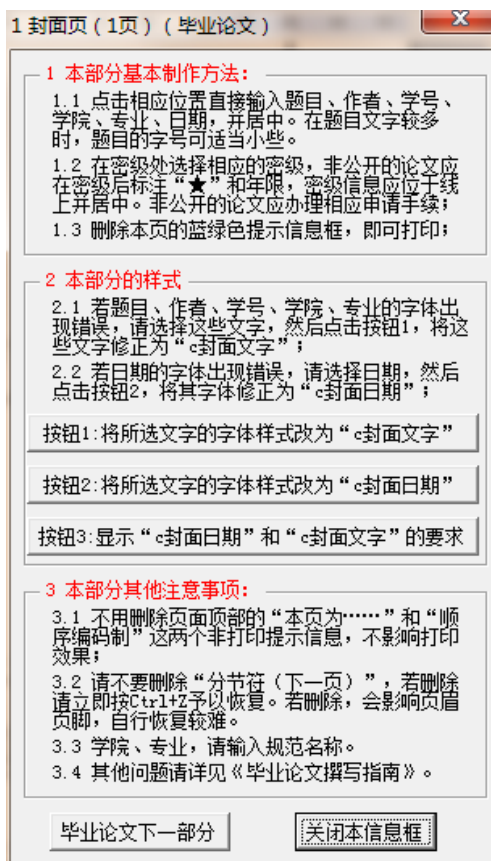 1 封面页（1页）（毕业论文）
1 本部分基本制作方法：
1.1 点击相应位置直接输入题目、作者、学号、
学院、专业、日期，并居中。在题目文字较多
时，题目的字号可适当小些。
1.2 在密级处选择相应的密级，非公开的论文应
在密级后标注“★”和年限，密级信息应位于线
上并居中。非公开的论文应办理相应申请手续；
1.3 删除本页的蓝绿色提示信息框，即可打印；
2 本部分的样式
2.1 若题目、作者、学号、学院、专业的字体出
现错误，请选择这些文字，然后点击按钮1，将这
些文字修正为“c封面文字”；
2.2 若日期的字体出现错误，请选择日期，然后
点击按钮2，将其字体修正为“c封面日期”；
按钮1:将所选文字的字体样式改为“c封面文字”
按钮2:将所选文字的字体样式改为“c封面日期”
按钮3:显示“c封面日期”和“c封面文字”的要求
3 本部分其他注意事项：
3.1 不用删除页面顶部的“本页为……”和“顺
序编码制”这两个非打印提示信息，不影响打印
效果；
3.2 请不要删除“分节符（下一页）”，若删除
请立即按Ctrl+Z予以恢复。若删除，会影响页眉
页脚，自行恢复较难。
3.3 学院、专业，请输入规范名称。
3.4 其他问题请详见《毕业论文撰写指南》。
毕业论文下一部分
关闭本信息框